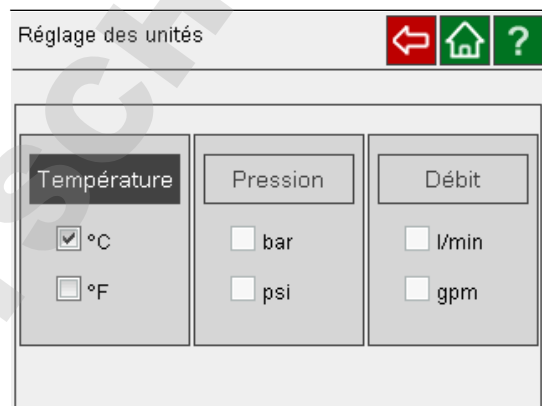 Réglage des unités
?
Température
Pression
Débit
°C
bar
l/min
°F
psi
gpm